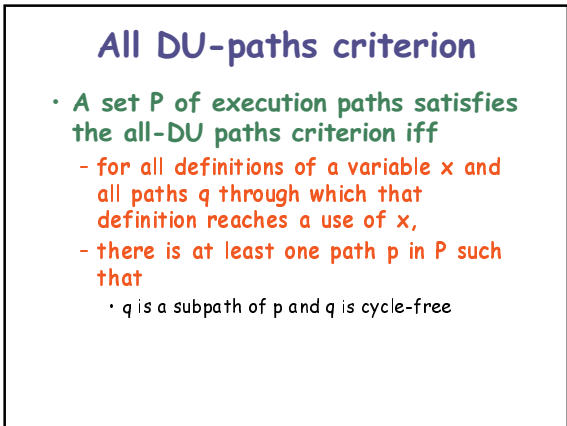 All DU-paths criterion
• A set P of execution paths satisfies
the all-DU paths criterion iff
– for all definitions of a variable x and
all paths q through which that
definition reaches a use of x,
– there is at least one path p in P such
that
• q is a subpath of p and q is cycle-free